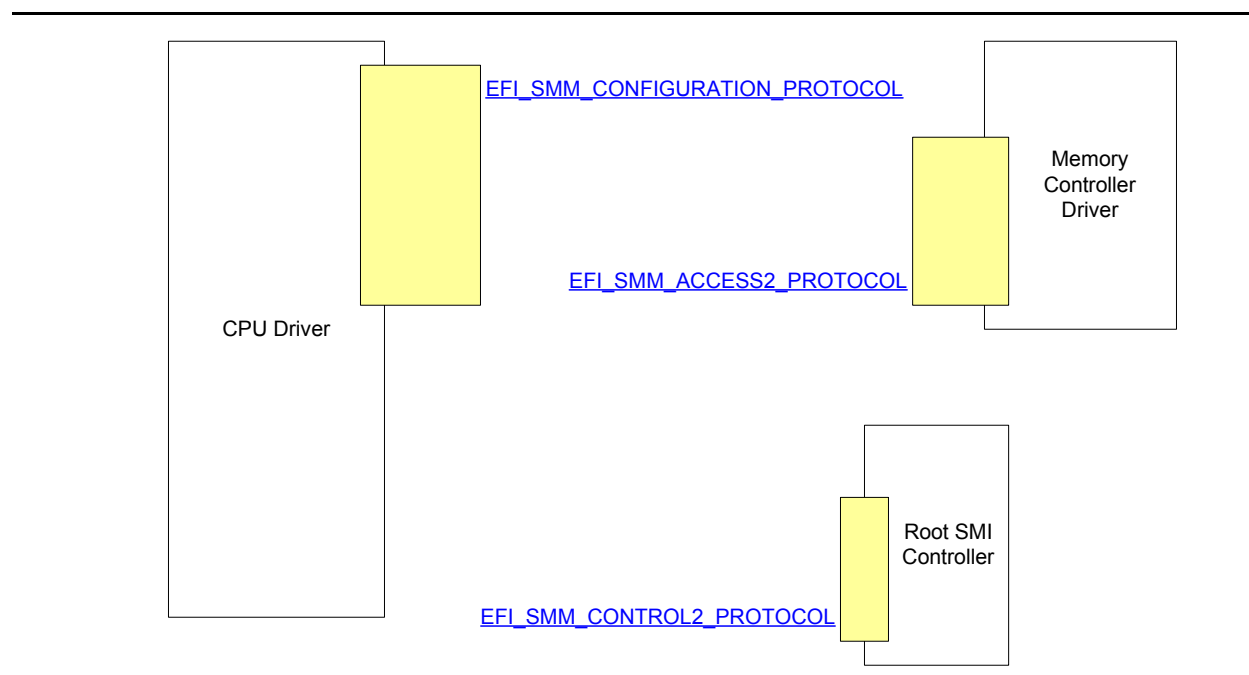 EFI_SMM_CONFIGURATION_PROTOCOL
Memory
Controller
Driver
EFI_SMM_ACCESS2_PROTOCOL
CPU Driver
Root SMI
Controller
EFI_SMM_CONTROL2_PROTOCOL